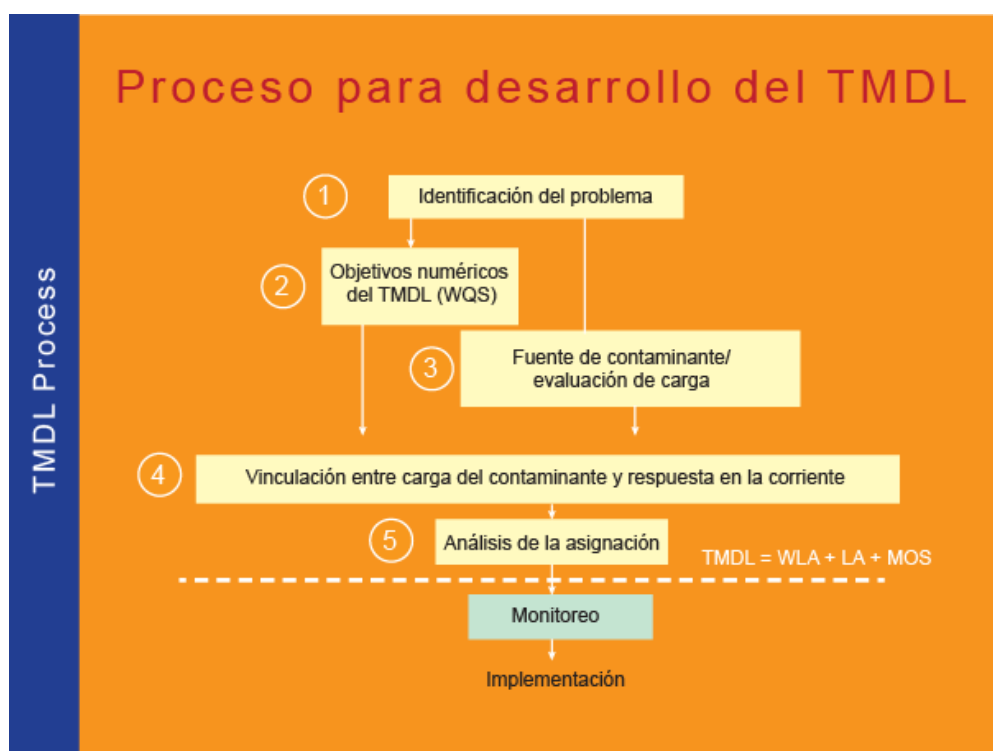 Proceso para desarrollo del TMDL
TMDL Process
1
Identificación del problema
2
Objetivos numéricos
del TMDL (WQS)
3
Fuente de contaminante/
evaluación de carga
4
Vinculación entre carga del contaminante y respuesta en la corriente
5
Análisis de la asignación
TMDL = WLA + LA + MOS
Monitoreo
Implementación